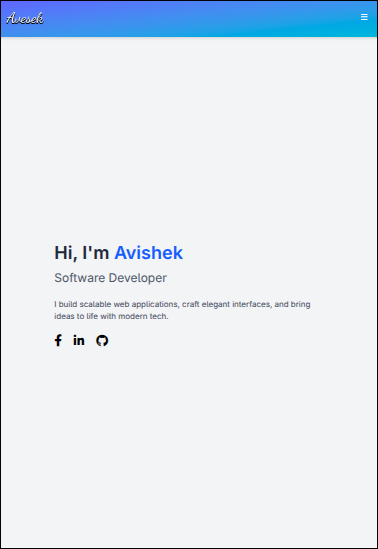 Avesek
Hi, I'm Avishek
Software Developer
I build scalable web applications, craft elegant interfaces, and bring
ideas to life with modern tech.